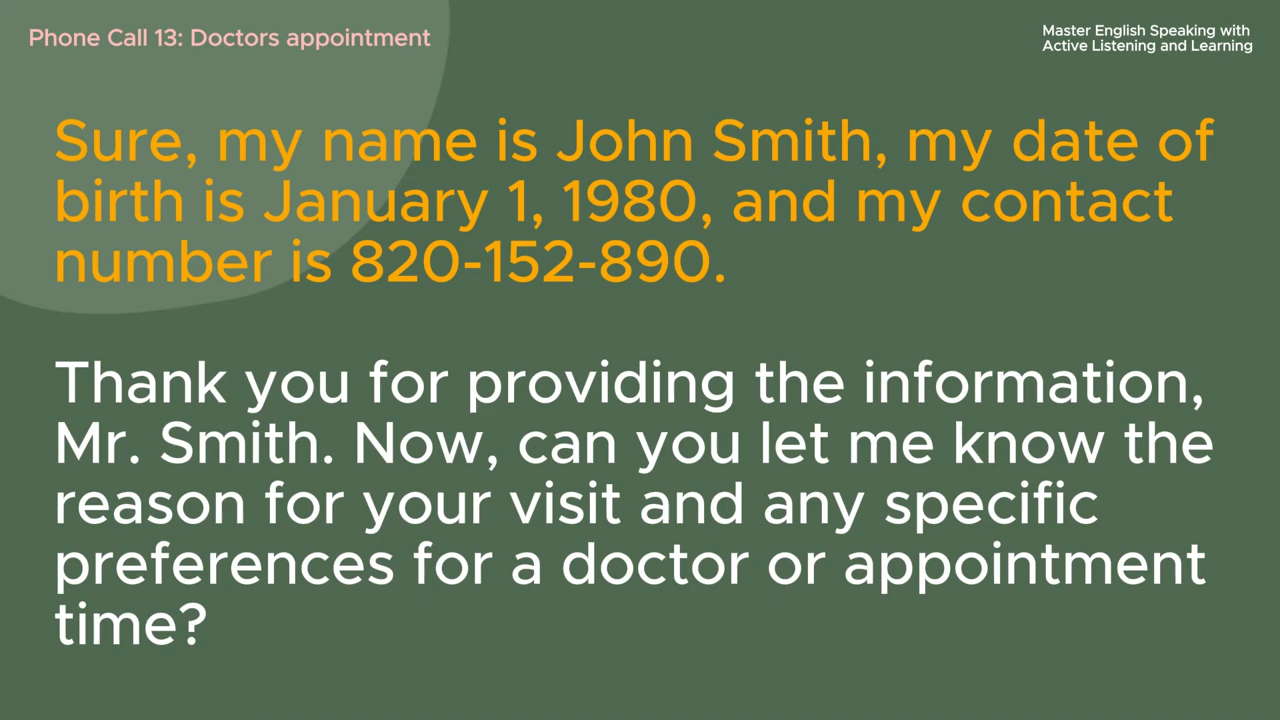 Phone Call 13: Doctors appointment
Master English Speaking with
Active Listening and Learning
Sure, my name is John Smith, my date of
birth is January 1, 1980, and my contact
number is 820-152-890.
Thank you for providing the information,
Mr. Smith. Now, can you let me know the
reason for your visit and any specific
preferences for a doctor or appointment
time?